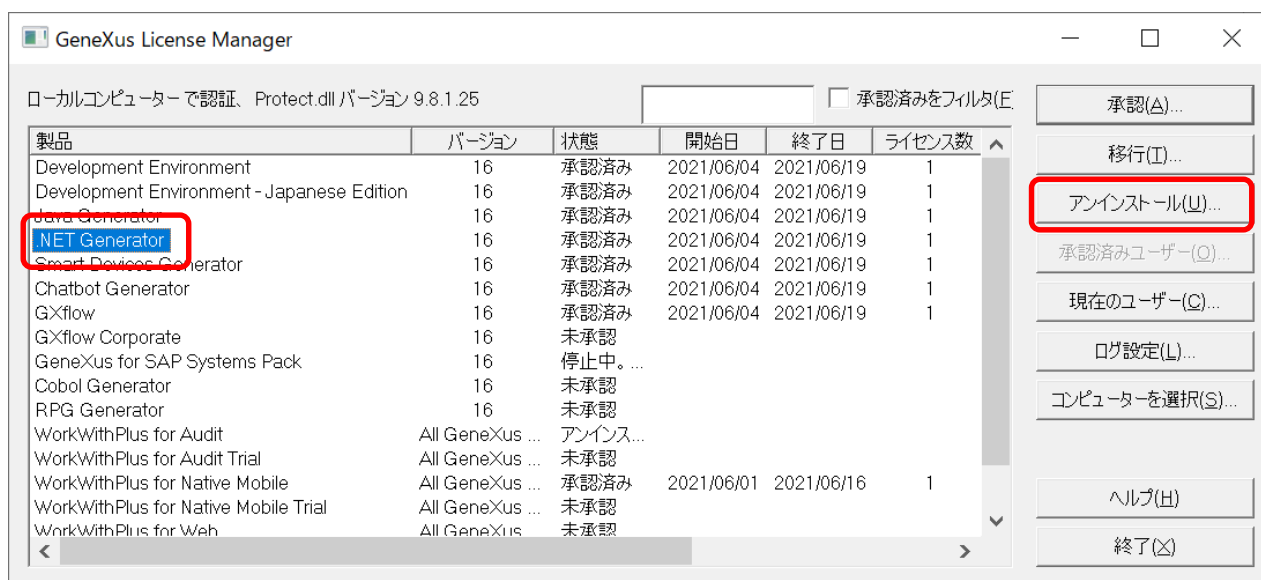 GeneXus License Manager
ローカルコンピューター で認証、 Protect.dll バージョン 9.8.1.25
承認済みをフィルタ(F
製品 バージョン 状態 開始日 終了日 ライセンス数
Development Environment 16 承認済み 2021/06/04 2021/06/19 1
Development Environment - Japanese Edition 16 承認済み 2021/06/04 2021/06/19 1
Java Generator 16 承認済み 2021/06/04 2021/06/19 1
.NET Generator 16 承認済み 2021/06/04 2021/06/19 1
Smart Devices Generator 16 承認済み 2021/06/04 2021/06/19 1
Chatbot Generator 16 承認済み 2021/06/04 2021/06/19 1
GXflow 16 承認済み 2021/06/04 2021/06/19 1
GXflow Corporate 16 未承認
GeneXus for SAP Systems Pack 16 停止中。...
Cobol Generator 16 未承認
RPG Generator 16 未承認
WorkWithPlus for Audit All GeneXus ... アンインス...
WorkWithPlus for Audit Trial All GeneXus ... 未承認
WorkWithPlus for Native Mobile All GeneXus ... 承認済み 2021/06/01 2021/06/16 1
WorkWithPlus for Native Mobile Trial All GeneXus ... 未承認
WorkWithPlus for Web All GeneXus 未承認
承認(A)...
移行(T)...
アンインストール(U)...
承認済みユーザー(O)...
現在のユーザー(C)...
ログ設定(L)...
コンピューターを選択(S)...
ヘルプ(H)
終了(X)